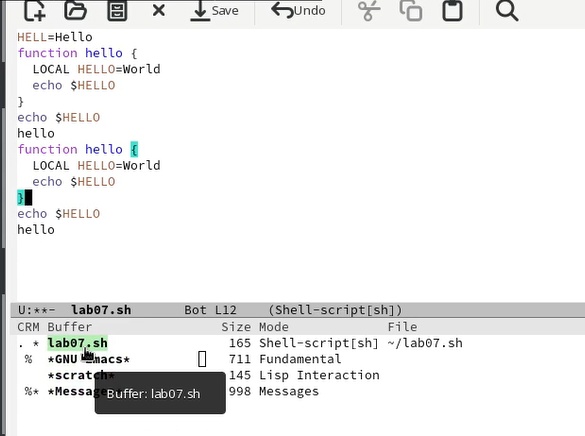 Save Undo
HELL=Hello
function hello {
  LOCAL HELLO=World
  echo $HELLO
}
echo $HELLO
hello
function hello {
  LOCAL HELLO=World
  echo $HELLO
}
echo $HELLO
hello
U:**-  lab07.sh       Bot L12    (Shell-script[sh])
CRM Buffer                Size Mode             File
. * lab07.sh               165 Shell-script[sh] ~/lab07.sh
 %  *GNU Emacs*            711 Fundamental
    *scratch*              145 Lisp Interaction
 %* *Messag                998 Messages
Buffer: lab07.sh